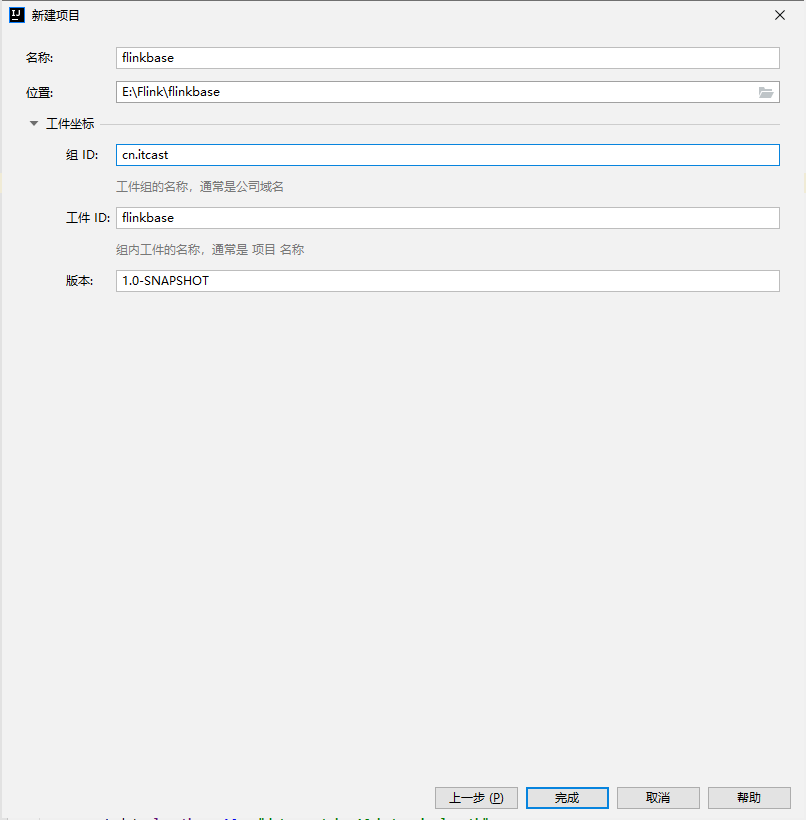 新建项目
名称: flinkbase
位置: E:\Flink\flinkbase
工件坐标
组 ID: cn.itcast
工件组的名称，通常是公司域名
工件 ID: flinkbase
组内工件的名称，通常是 项目 名称
版本: 1.0-SNAPSHOT
上一步 (P) 完成 取消 帮助